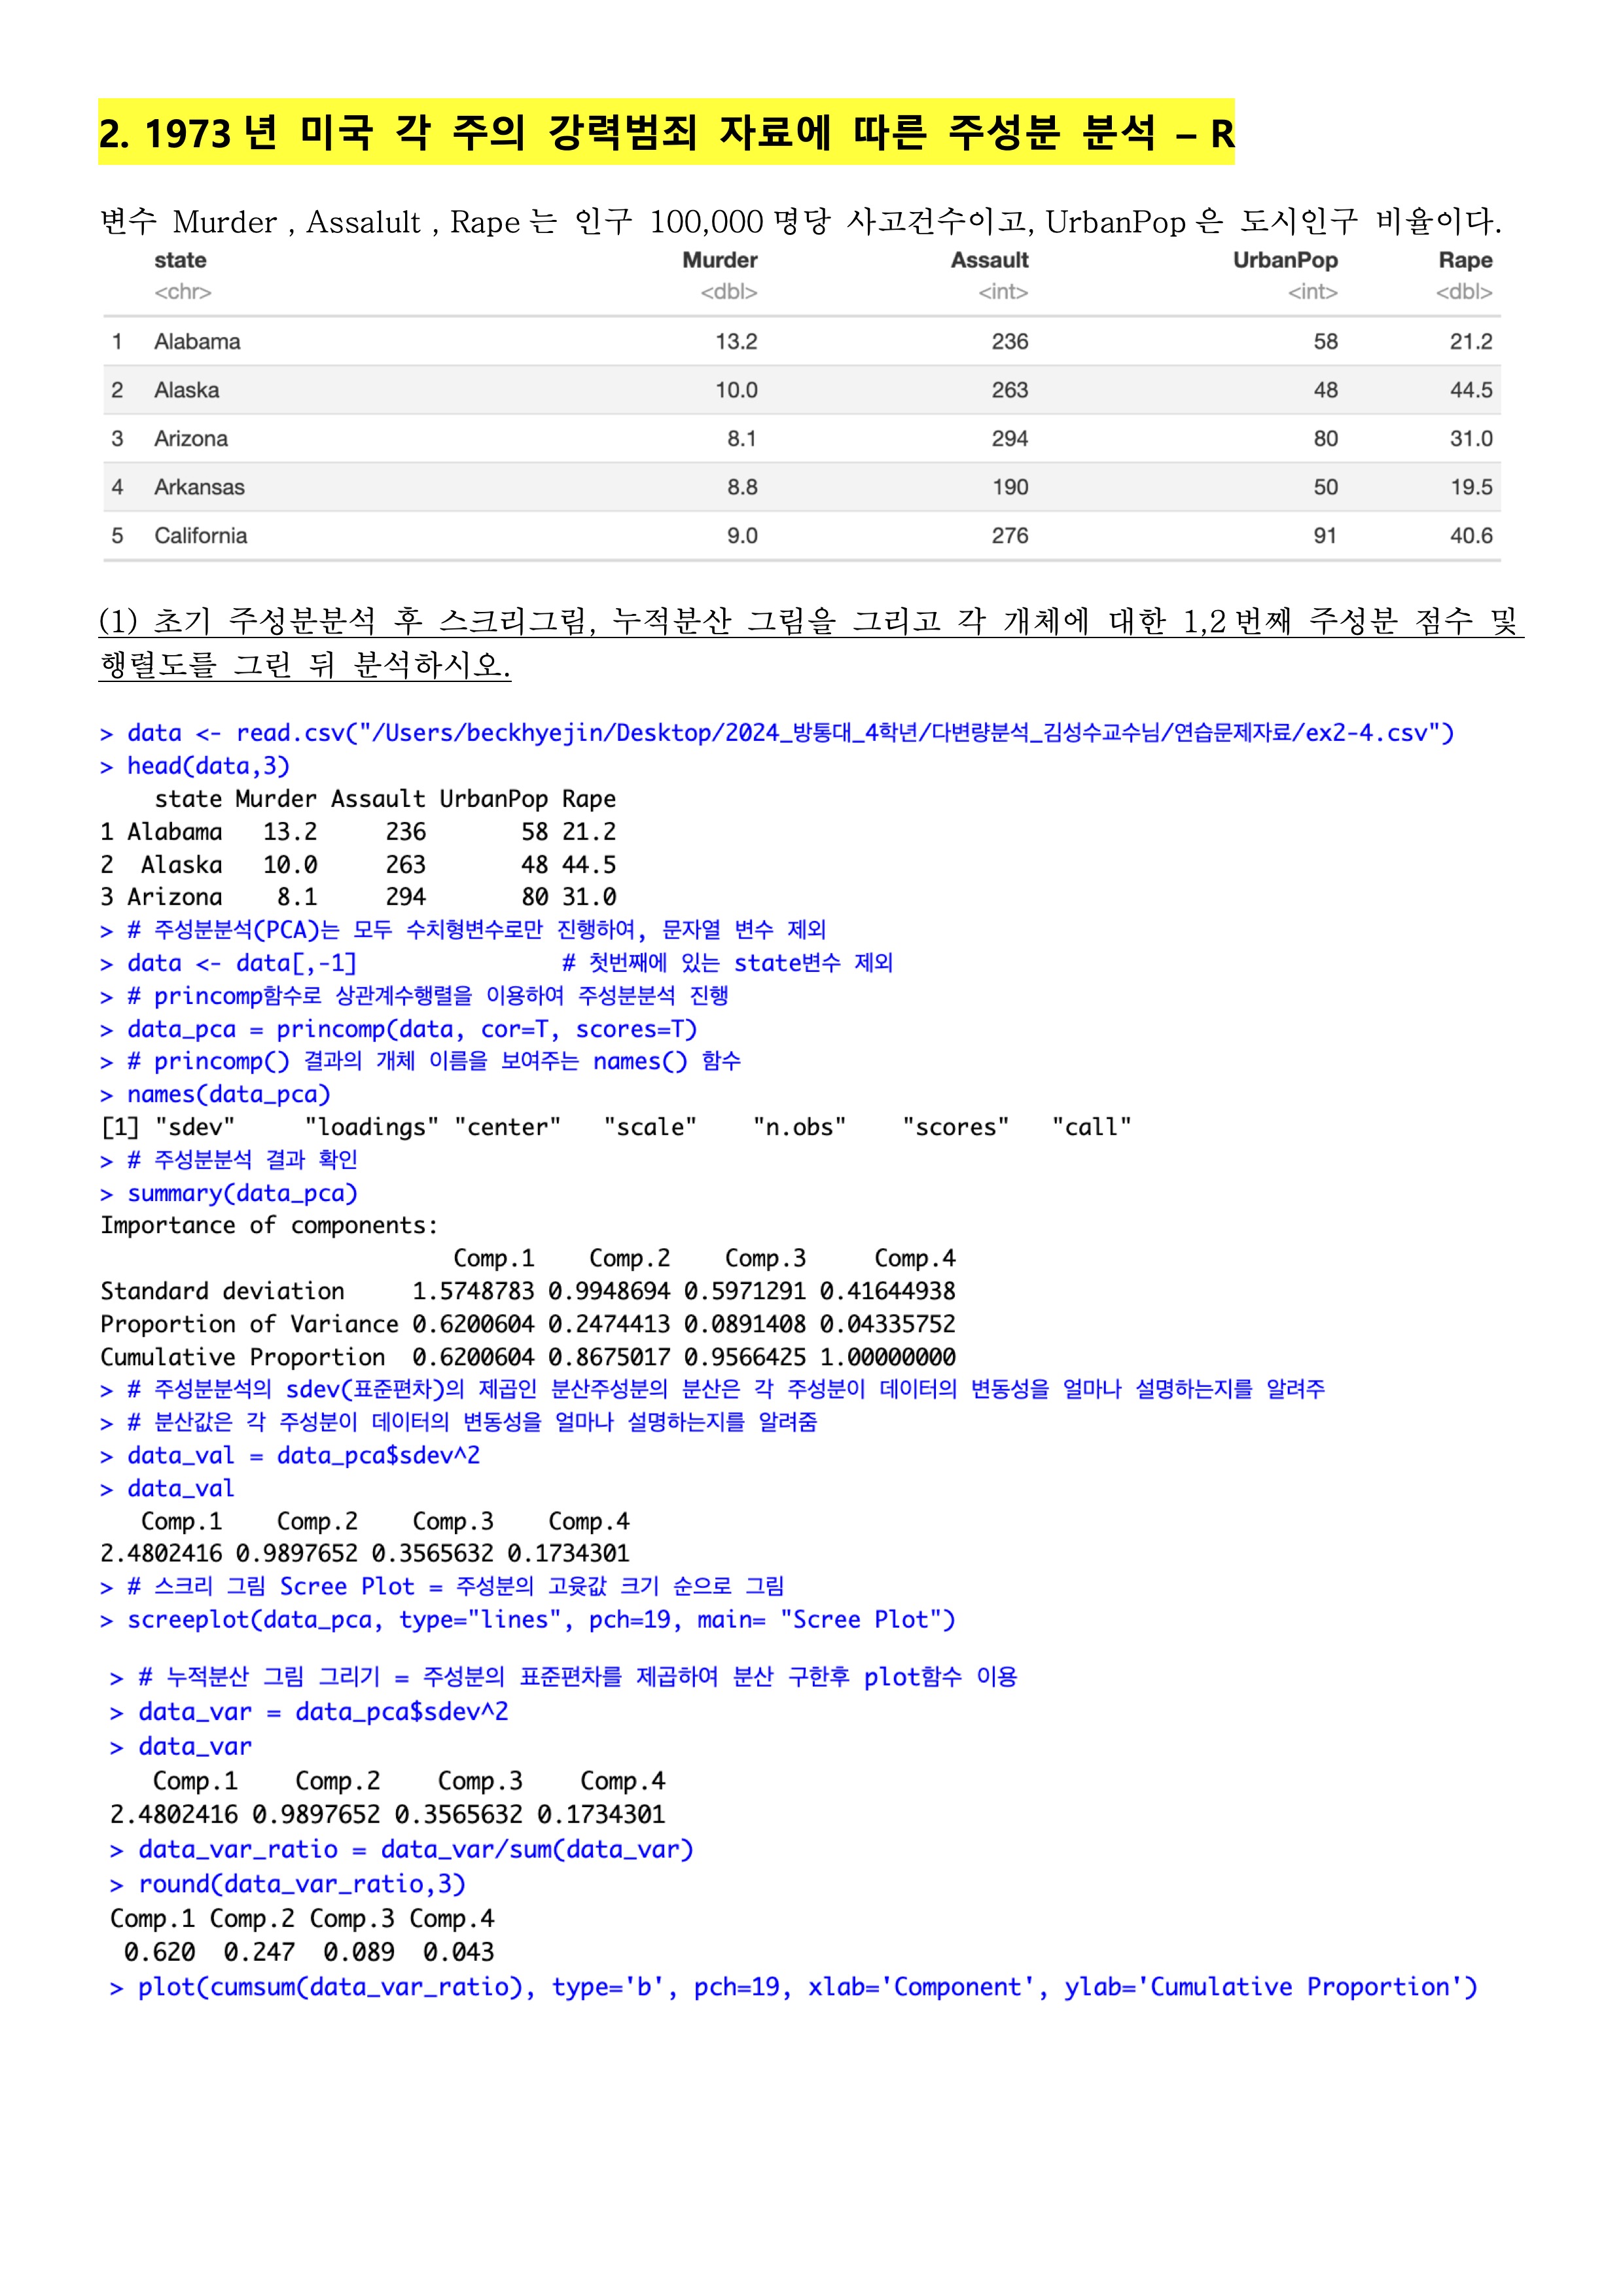 2. 1973년 미국 각 주의 강력범죄 자료에 따른 주성분 분석 – R
변수 Murder , Assalult , Rape는 인구 100,000명당 사고건수이고, UrbanPop은 도시인구 비율이다.
state Murder Assault UrbanPop Rape
<chr> <dbl> <int> <int> <dbl>
1 Alabama 13.2 236 58 21.2
2 Alaska 10.0 263 48 44.5
3 Arizona 8.1 294 80 31.0
4 Arkansas 8.8 190 50 19.5
5 California 9.0 276 91 40.6
(1) 초기 주성분분석 후 스크리그림, 누적분산 그림을 그리고 각 개체에 대한 1,2번째 주성분 점수 및
행렬도를 그린 뒤 분석하시오.
> data <- read.csv("/Users/beckhyejin/Desktop/2024_방통대_4학년/다변량분석_김성수교수님/연습문제자료/ex2-4.csv")
> head(data,3)
state Murder Assault UrbanPop Rape
1 Alabama 13.2 236 58 21.2
2 Alaska 10.0 263 48 44.5
3 Arizona 8.1 294 80 31.0
> # 주성분분석(PCA)는 모두 수치형변수로만 진행하여, 문자열 변수 제외
> data <- data[,-1] # 첫번째에 있는 state변수 제외
> # princomp함수로 상관계수행렬을 이용하여 주성분분석 진행
> data_pca = princomp(data, cor=T, scores=T)
> # princomp() 결과의 개체 이름을 보여주는 names() 함수
> names(data_pca)
[1] "sdev" "loadings" "center" "scale" "n.obs" "scores" "call"
> # 주성분분석 결과 확인
> summary(data_pca)
Importance of components:
Comp.1 Comp.2 Comp.3 Comp.4
Standard deviation 1.5748783 0.9948694 0.5971291 0.41644938
Proportion of Variance 0.6200604 0.2474413 0.0891408 0.04335752
Cumulative Proportion 0.6200604 0.8675017 0.9566425 1.00000000
> # 주성분분석의 sdev(표준편차)의 제곱인 분산주성분의 분산은 각 주성분이 데이터의 변동성을 얼마나 설명하는지를 알려주
> # 분산값은 각 주성분이 데이터의 변동성을 얼마나 설명하는지를 알려줌
> data_val = data_pca$sdev^2
> data_val
Comp.1 Comp.2 Comp.3 Comp.4
2.4802416 0.9897652 0.3565632 0.1734301
> # 스크리 그림 Scree Plot = 주성분의 고윳값 크기 순으로 그림
> screeplot(data_pca, type="lines", pch=19, main= "Scree Plot")
> # 누적분산 그림 그리기 = 주성분의 표준편차를 제곱하여 분산 구한후 plot함수 이용
> data_var = data_pca$sdev^2
> data_var
Comp.1 Comp.2 Comp.3 Comp.4
2.4802416 0.9897652 0.3565632 0.1734301
> data_var_ratio = data_var/sum(data_var)
> round(data_var_ratio,3)
Comp.1 Comp.2 Comp.3 Comp.4
0.620 0.247 0.089 0.043
> plot(cumsum(data_var_ratio), type='b', pch=19, xlab='Component', ylab='Cumulative Proportion')